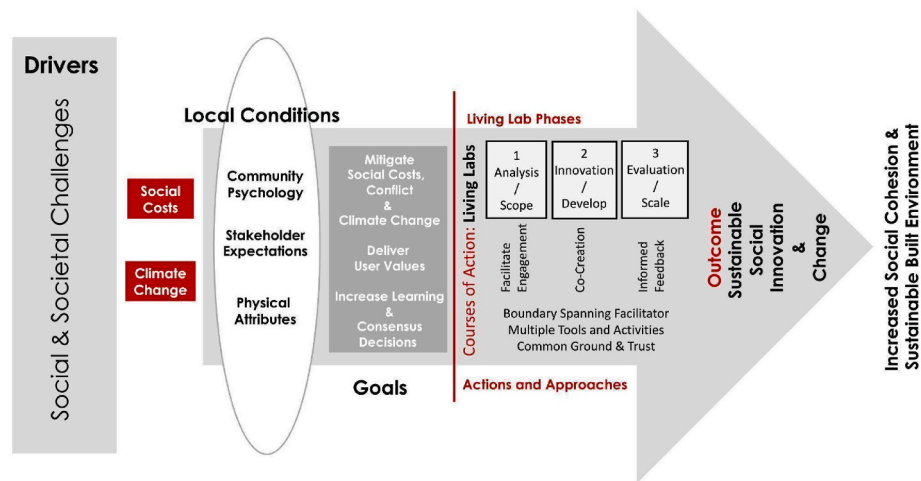 Drivers
Social & Societal Challenges
Social
Costs
Climate
Change
Local Conditions
Community
Psychology
Stakeholder
Expectations
Physical
Attributes
Mitigate
Social Costs,
Conflict
&
Climate Change
Deliver
User Values
Increase Learning
&
Consensus
Decisions
Goals
Courses of Action: Living Labs
Living Lab Phases
1
Analysis
/
Scope
2
Innovation/
Develop
3
Evaluation
/
Scale
Facilitate
Engagement
Co-Creation
Informed
Feedback
Boundary Spanning Facilitator
Multiple Tools and Activities
Common Ground & Trust
Actions and Approaches
Outcome
Sustainable
Social
Innovation
&
Change
Increased Social Cohesion &
Sustainable Built Environment